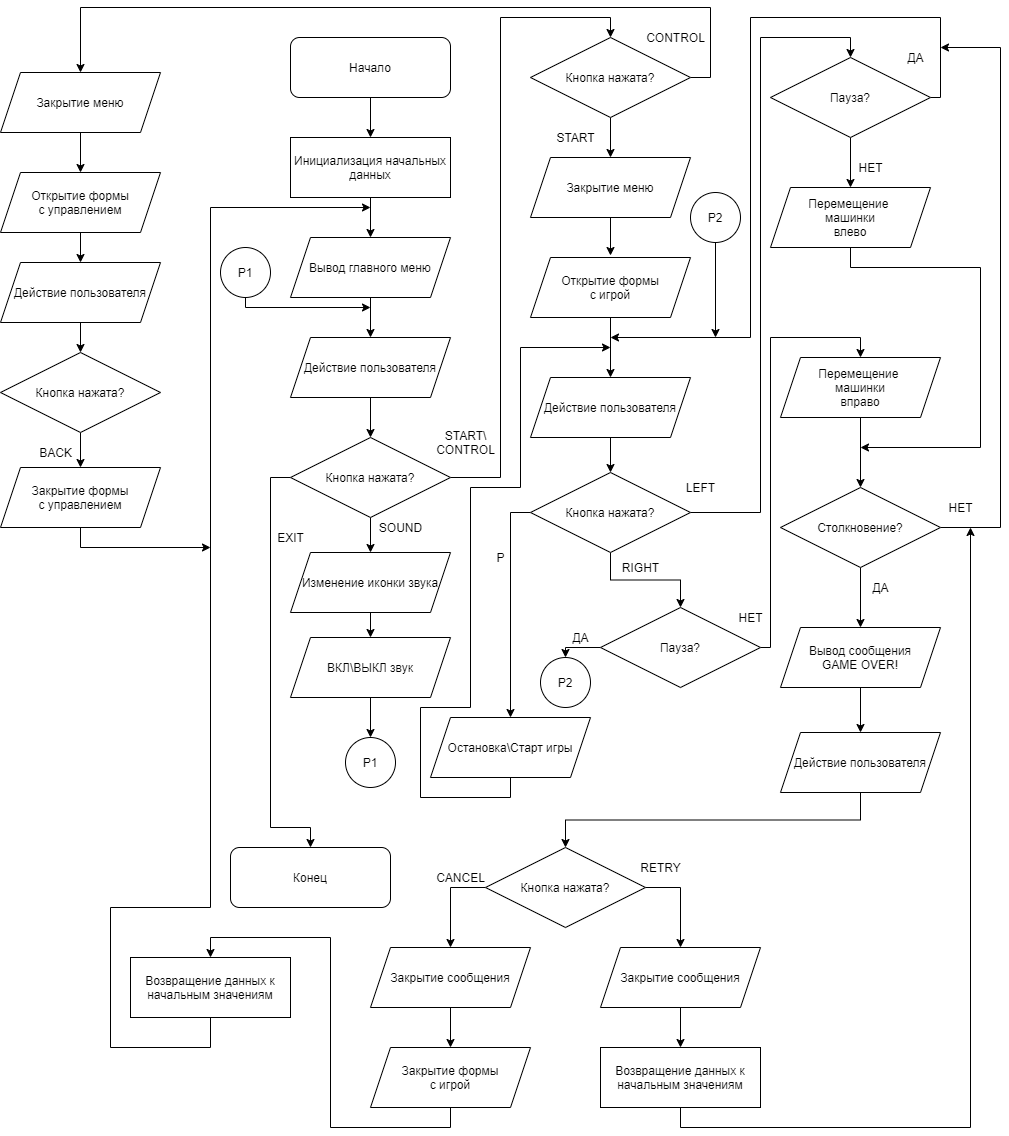 CONTROL
Начало
Кнопка нажата?
ДА
Пауза?
Закрытие меню
START
Инициализация начальных
данных
НЕТ
Закрытие меню
Открытие формы
с управлением
P2
Перемещение
машинки
влево
P1
Вывод главного меню
Открытие формы
с игрой
Действие пользователя
Действие пользователя
Перемещение
машинки
вправо
Кнопка нажата?
Действие пользователя
START\
CONTROL
BACK
Кнопка нажата?
LEFT
Закрытие формы
с управлением
Кнопка нажата?
НЕТ
Столкновение?
EXIT
SOUND
P
RIGHT
Изменение иконки звука
ДА
НЕТ
ДА
Пауза?
Вывод сообщения
GAME OVER!
ВКЛ\ВЫКЛ звук
P2
P1
Остановка\Старт игры
Действие пользователя
Конец
CANCEL
Кнопка нажата?
RETRY
Возвращение данных к
начальным значениям
Закрытие сообщения
Закрытие сообщения
Закрытие формы
с игрой
Возвращение данных к
начальным значениям